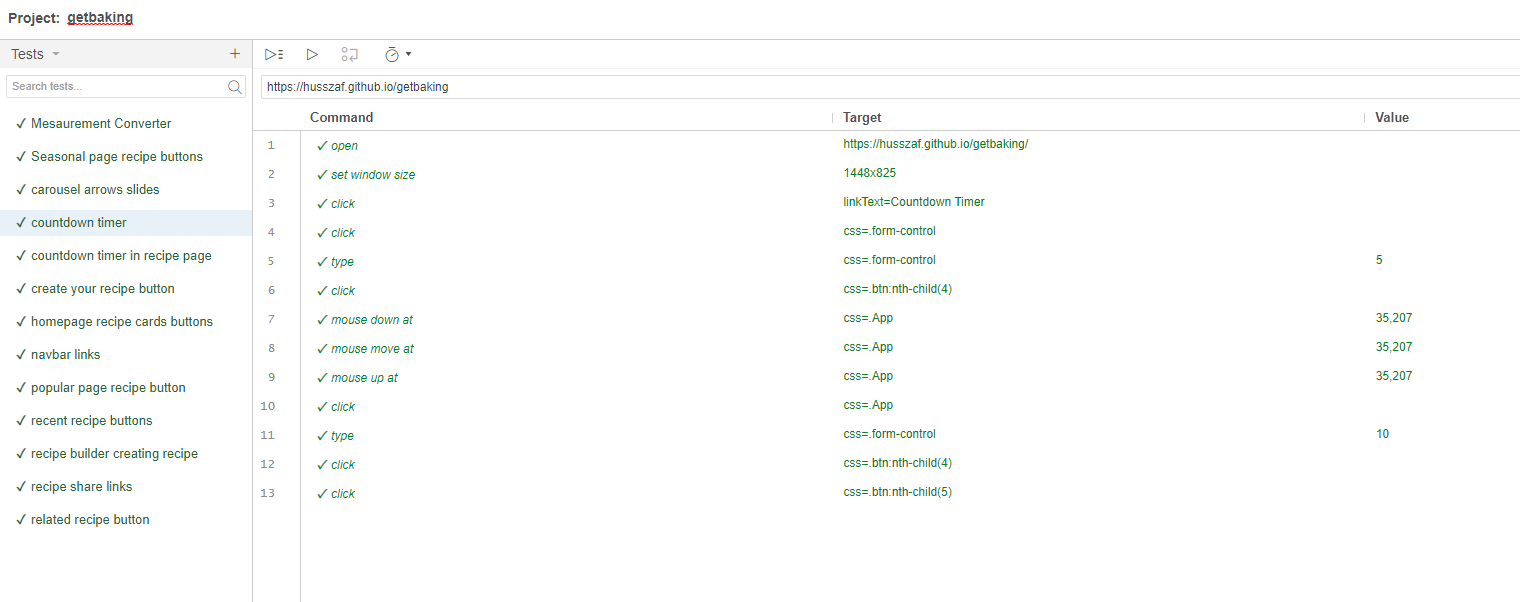 Project: getbaking
Tests
Search tests...
✓ Mesaurement Converter
✓ Seasonal page recipe buttons
✓ carousel arrows slides
✓ countdown timer
✓ countdown timer in recipe page
✓ create your recipe button
✓ homepage recipe cards buttons
✓ navbar links
✓ popular page recipe button
✓ recent recipe buttons
✓ recipe builder creating recipe
✓ recipe share links
✓ related recipe button
https://husszaf.github.io/getbaking
Command Target Value
1 ✓ open https://husszaf.github.io/getbaking/
2 ✓ set window size 1448x825
3 ✓ click linkText=Countdown Timer
4 ✓ click css=.form-control
5 ✓ type css=.form-control 5
6 ✓ click css=.btn:nth-child(4)
7 ✓ mouse down at css=.App 35,207
8 ✓ mouse move at css=.App 35,207
9 ✓ mouse up at css=.App 35,207
10 ✓ click css=.App
11 ✓ type css=.form-control 10
12 ✓ click css=.btn:nth-child(4)
13 ✓ click css=.btn:nth-child(5)